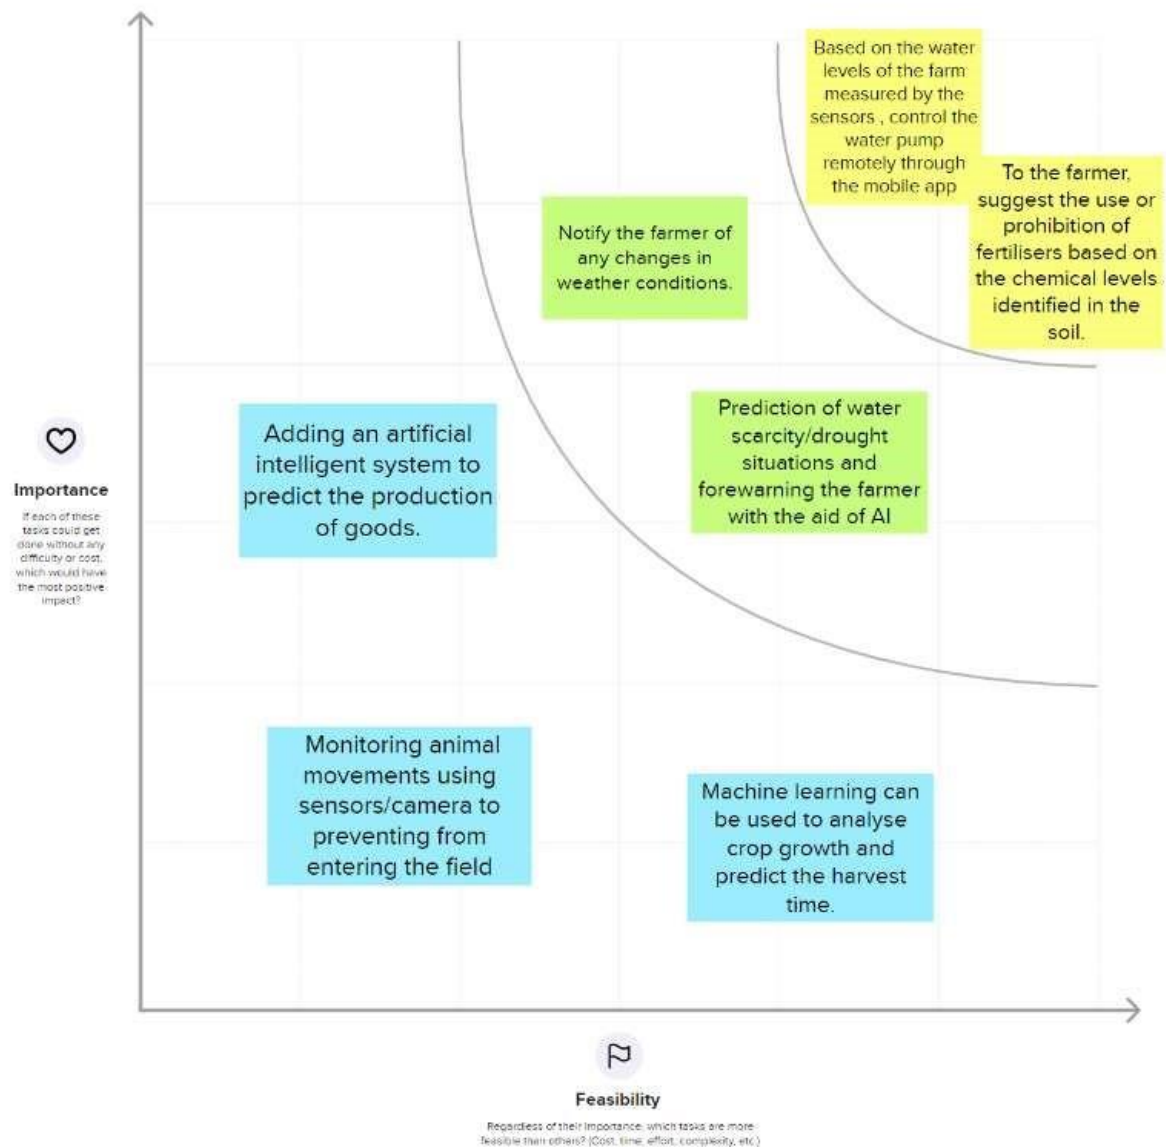 Based on the water
levels of the farm
measured by the
sensors , control the
water pump
remotely through
the mobile app
To the farmer,
suggest the use or
prohibition of
fertilisers based on
the chemical levels
identified in the
soil.
Notify the farmer of
any changes in
weather conditions.
Prediction of water
scarcity/drought
situations and
forewarning the farmer
with the aid of AI
Adding an artificial
intelligent system to
predict the production
of goods.
Importance
If each of these
tasks could get
done without any
difficulty or cost,
which would have
the most positive
impact?
Monitoring animal
movements using
sensors/camera to
preventing from
entering the field
Machine learning can
be used to analyse
crop growth and
predict the harvest
time.
Feasibility
Regardless of their importance, which tasks are more
feasible than others? (Cost, time, effort, complexity, etc.)